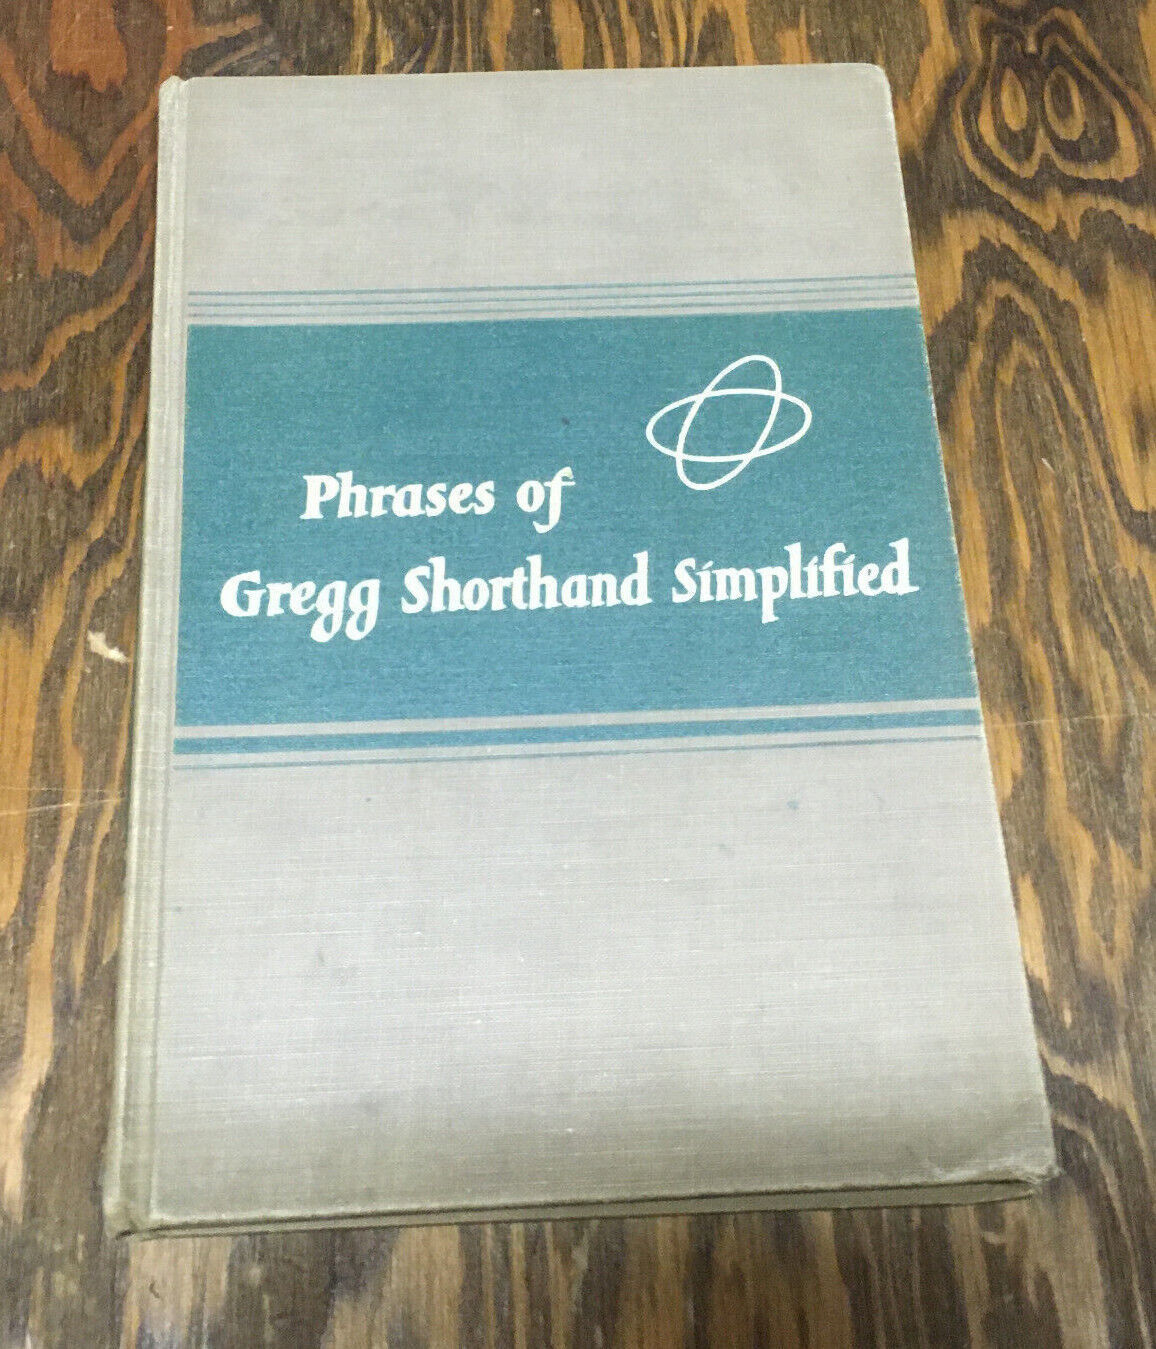 Phrases of
Gregg Shorthand Simplified